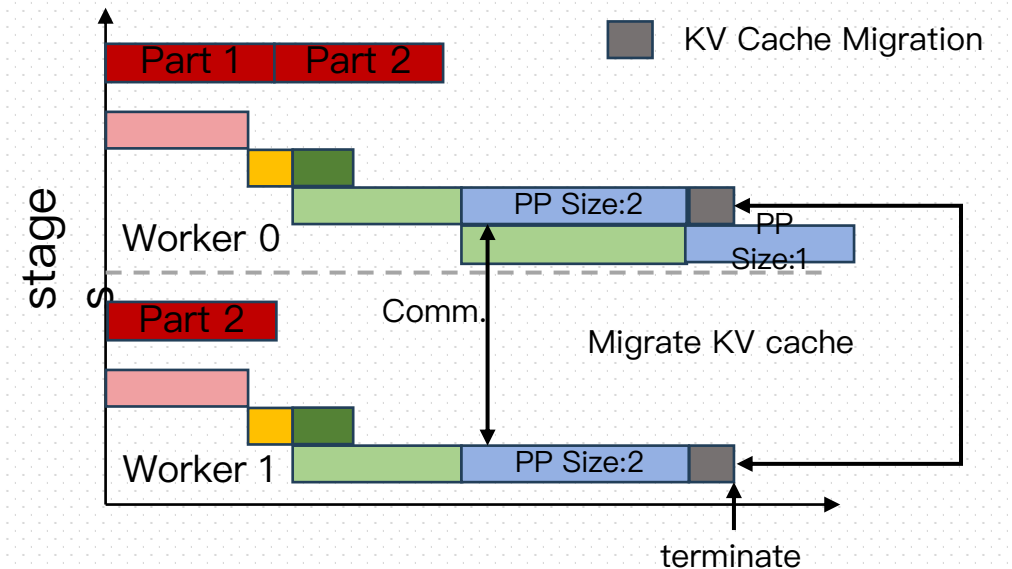 KV Cache Migration
Part 1
Part 2
PP Size:2
PP
Size:1
Worker 0
stage
s
Part 2
Comm.
Migrate KV cache
PP Size:2
Worker 1
terminate